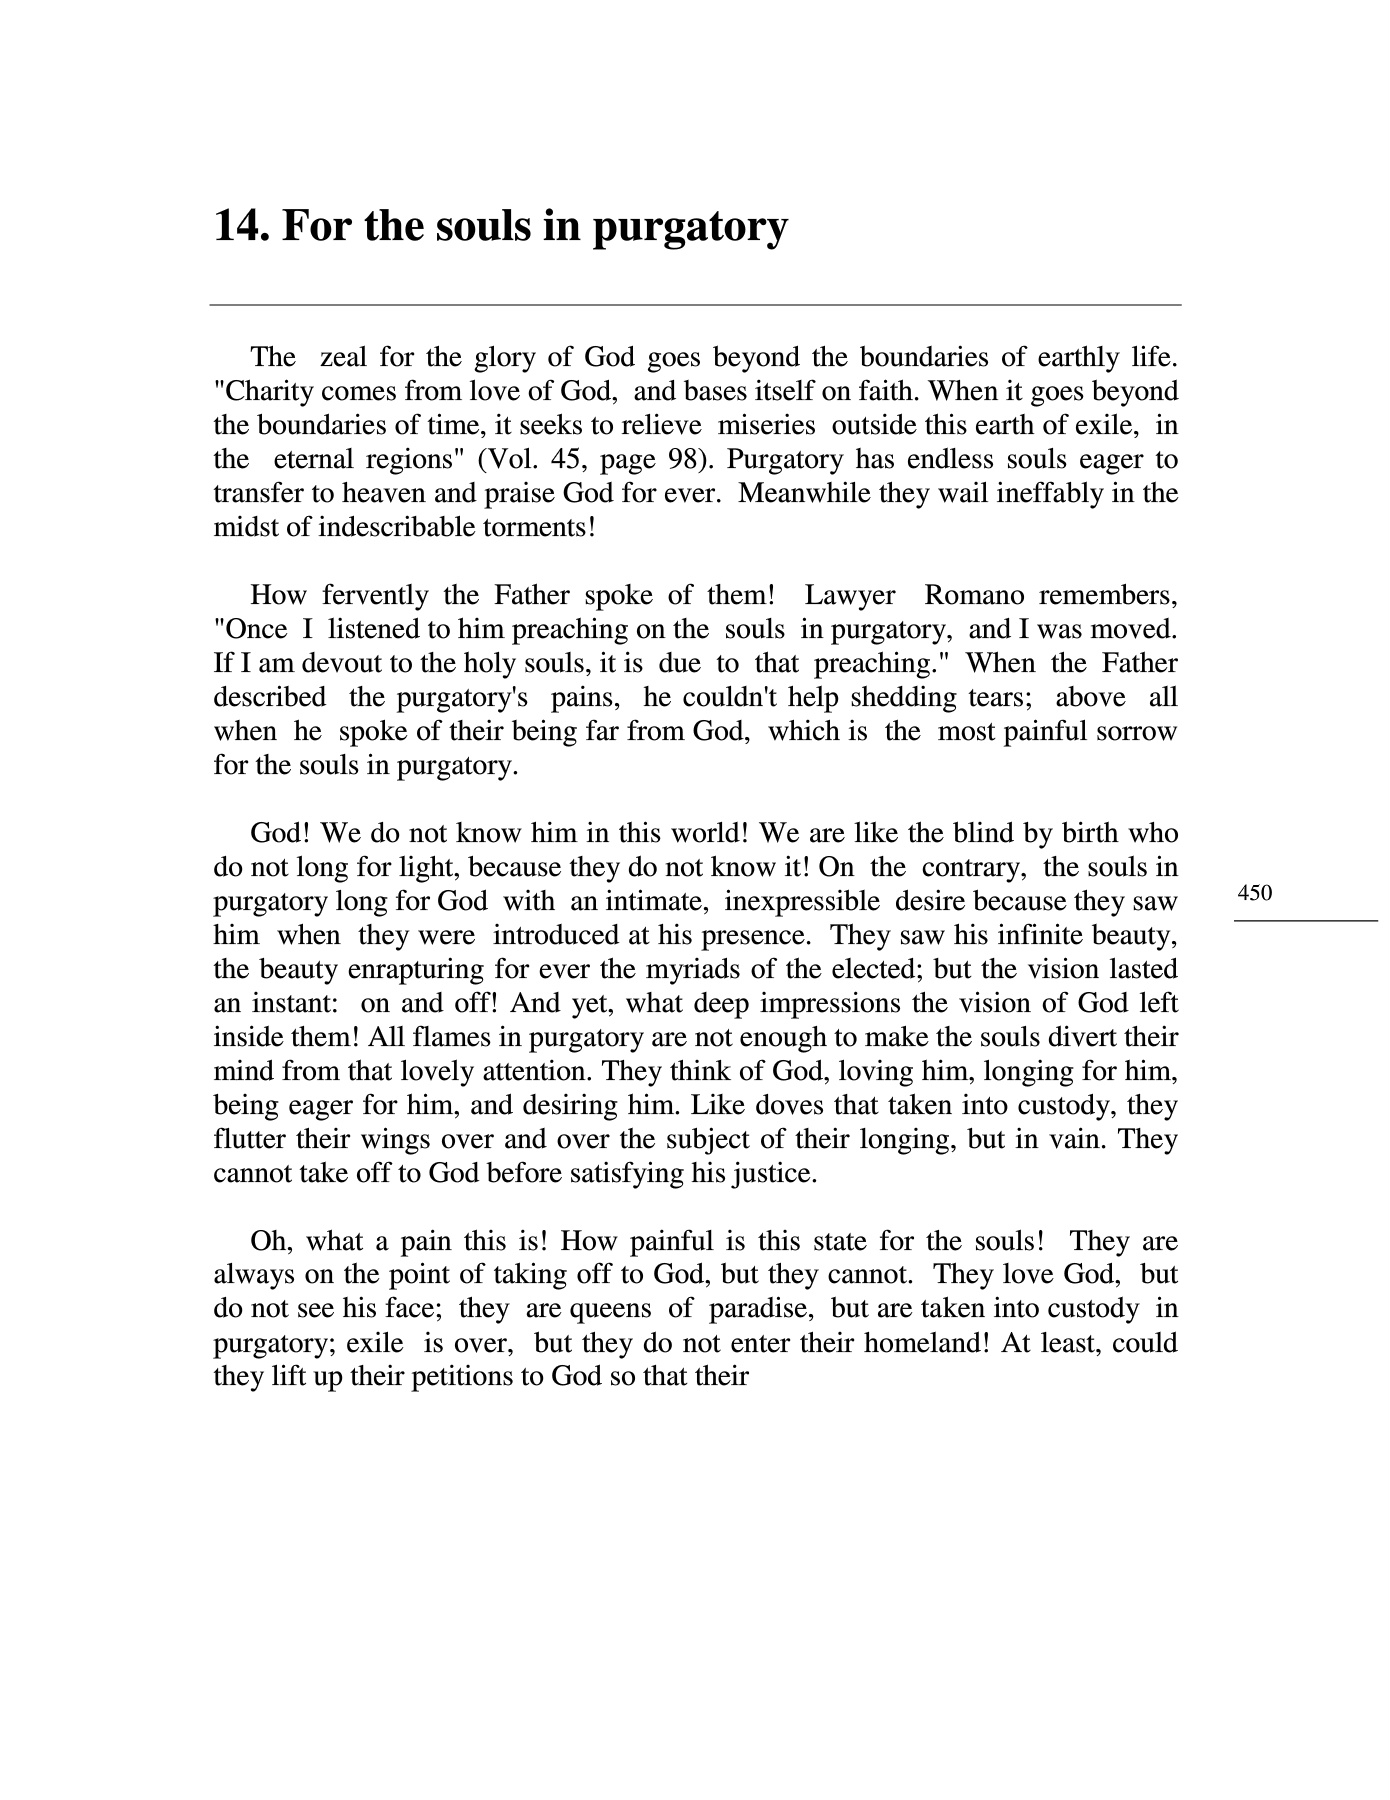 14. For the souls in purgatory
The zeal for the glory of God goes beyond the boundaries of earthly life.
"Charity comes from love of God, and bases itself on faith. When it goes beyond
the boundaries of time, it seeks to relieve miseries outside this earth of exile, in
the eternal regions" (Vol. 45, page 98). Purgatory has endless souls eager to
transfer to heaven and praise God for ever. Meanwhile they wail ineffably in the
midst of indescribable torments!
How fervently the Father spoke of them! Lawyer Romano remembers,
"Once I listened to him preaching on the souls in purgatory, and I was moved.
If I am devout to the holy souls, it is due to that preaching." When the Father
described the purgatory's pains, he couldn't help shedding tears; above all
when he spoke of their being far from God, which is the most painful sorrow
for the souls in purgatory.
God! We do not know him in this world! We are like the blind by birth who
do not long for light, because they do not know it! On the contrary, the souls in
purgatory long for God with an intimate, inexpressible desire because they saw
him when they were introduced at his presence. They saw his infinite beauty,
the beauty enrapturing for ever the myriads of the elected; but the vision lasted
an instant: on and off! And yet, what deep impressions the vision of God left
inside them! All flames in purgatory are not enough to make the souls divert their
mind from that lovely attention. They think of God, loving him, longing for him,
being eager for him, and desiring him. Like doves that taken into custody, they
flutter their wings over and over the subject of their longing, but in vain. They
cannot take off to God before satisfying his justice.
Oh, what a pain this is! How painful is this state for the souls! They are
always on the point of taking off to God, but they cannot. They love God, but
do not see his face; they are queens of paradise, but are taken into custody in
purgatory; exile is over, but they do not enter their homeland! At least, could
they lift up their petitions to God so that their
450